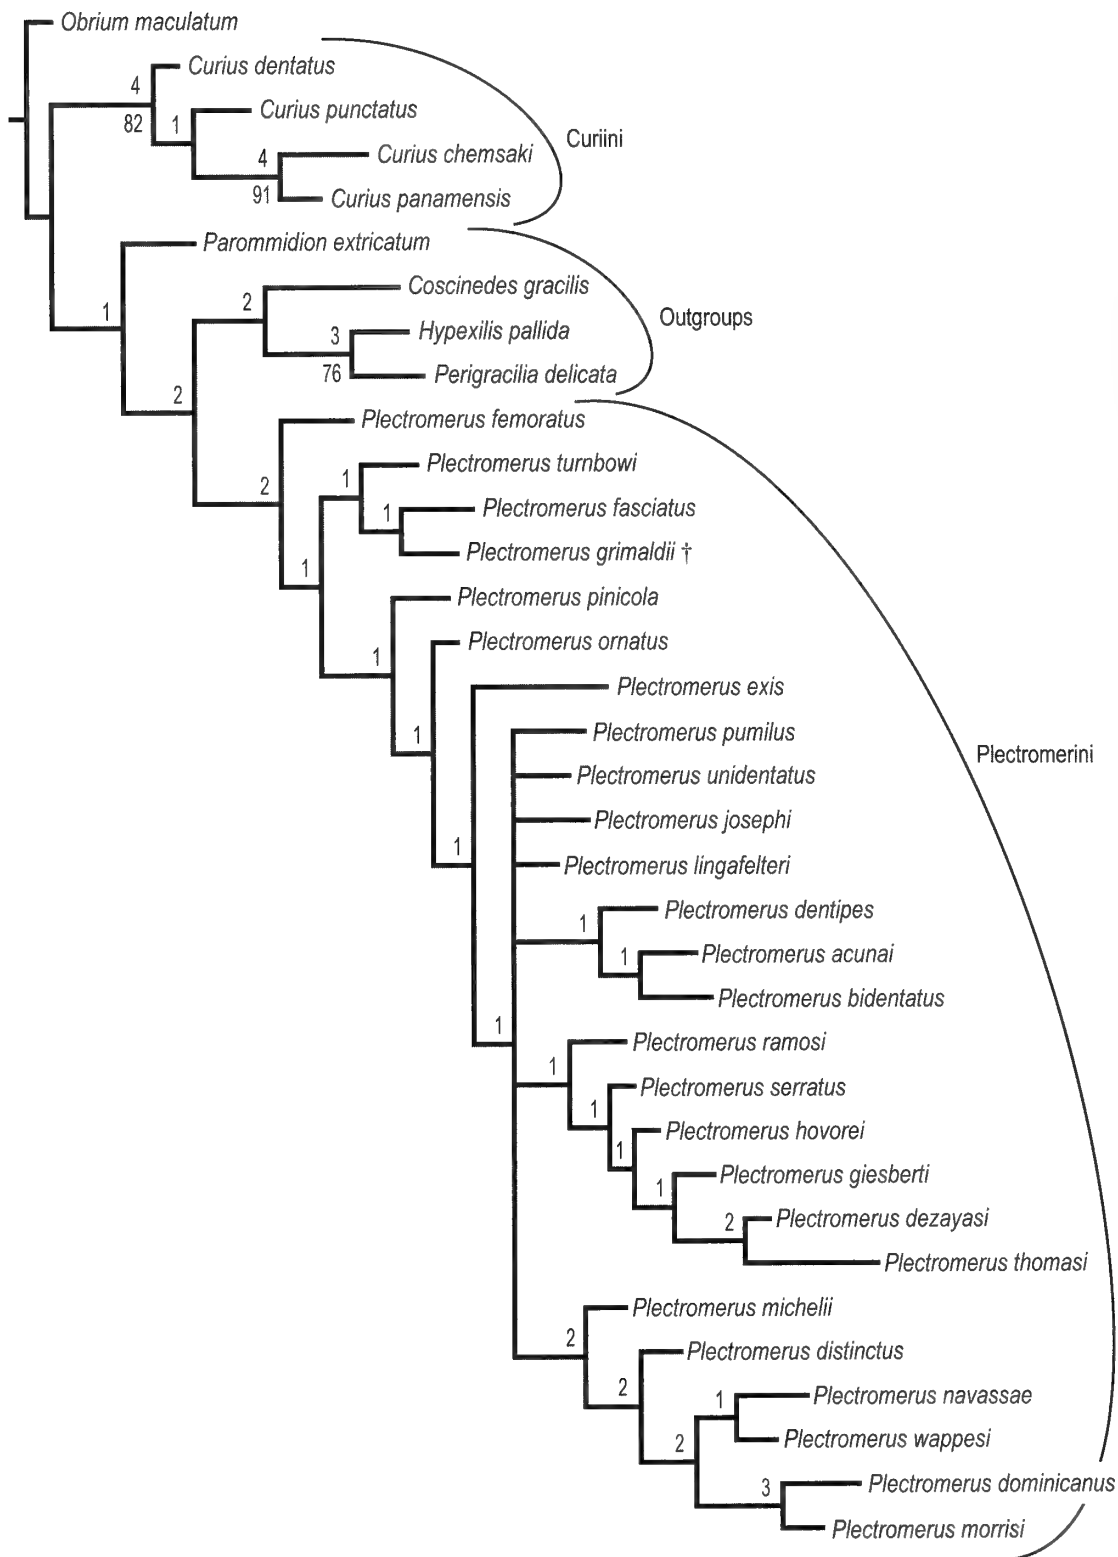 Obrium maculatum
Curius dentatus
4
82
Curius punctatus
1
Curiini
Curius chemsaki
4
91
Curius panamensis
Parommidion extricatum
1
Coscinedes gracilis
2
Outgroups
Hypexilis pallida
3
76
Perigracilia delicata
2
Plectromerus femoratus
2
Plectromerus turnbowi
1
Plectromerus fasciatus
1
Plectromerus grimaldii †
1
Plectromerus pinicola
1
Plectromerus ornatus
1
Plectromerus exis
1
Plectromerus pumilus
Plectromerini
Plectromerus unidentatus
Plectromerus josephi
Plectromerus lingafelteri
Plectromerus dentipes
1
Plectromerus acunai
1
Plectromerus bidentatus
1
Plectromerus ramosi
1
Plectromerus serratus
1
Plectromerus hovorei
1
Plectromerus giesberti
1
Plectromerus dezayasi
2
Plectromerus thomasi
Plectromerus michelii
2
Plectromerus distinctus
2
Plectromerus navassae
1
Plectromerus wappesi
2
Plectromerus dominicanus
3
Plectromerus morrisi